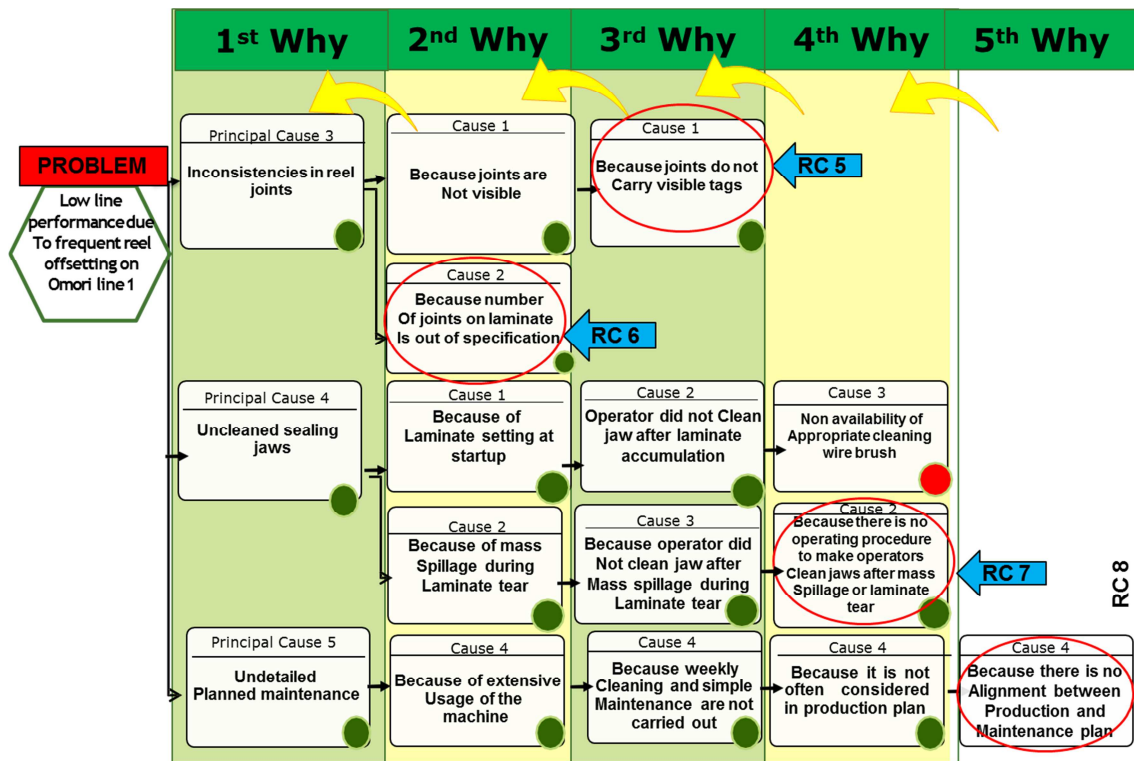 1st Why
2nd Why
3rd Why
4th Why
5th Why
PROBLEM
Low line
performance due
To frequent reel
offsetting on
Omori line 1
Principal Cause 3
Inconsistencies in reel
joints
Cause 1
Because joints are
Not visible
Cause 1
Because joints do not
Carry visible tags
RC 5
Cause 2
Because number
Of joints on laminate
Is out of specification
RC 6
Principal Cause 4
Uncleaned sealing
jaws
Cause 1
Because of
Laminate setting at
startup
Cause 2
Operator did not Clean
jaw after laminate
accumulation
Cause 3
Non availability of
Appropriate cleaning
wire brush
Cause 2
Because of mass
Spillage during
Laminate tear
Cause 3
Because operator did
Not clean jaw after
Mass spillage during
Laminate tear
Cause 2
Because there is no
operating procedure
to make operators
Clean jaws after mass
Spillage or laminate
tear
RC 7
RC 8
Principal Cause 5
Undetailed
Planned maintenance
Cause 4
Because of extensive
Usage of the
machine
Cause 4
Because weekly
Cleaning and simple
Maintenance are not
carried out
Cause 4
Because it is not
often considered
in production plan
Cause 4
Because there is no
Alignment between
Production and
Maintenance plan